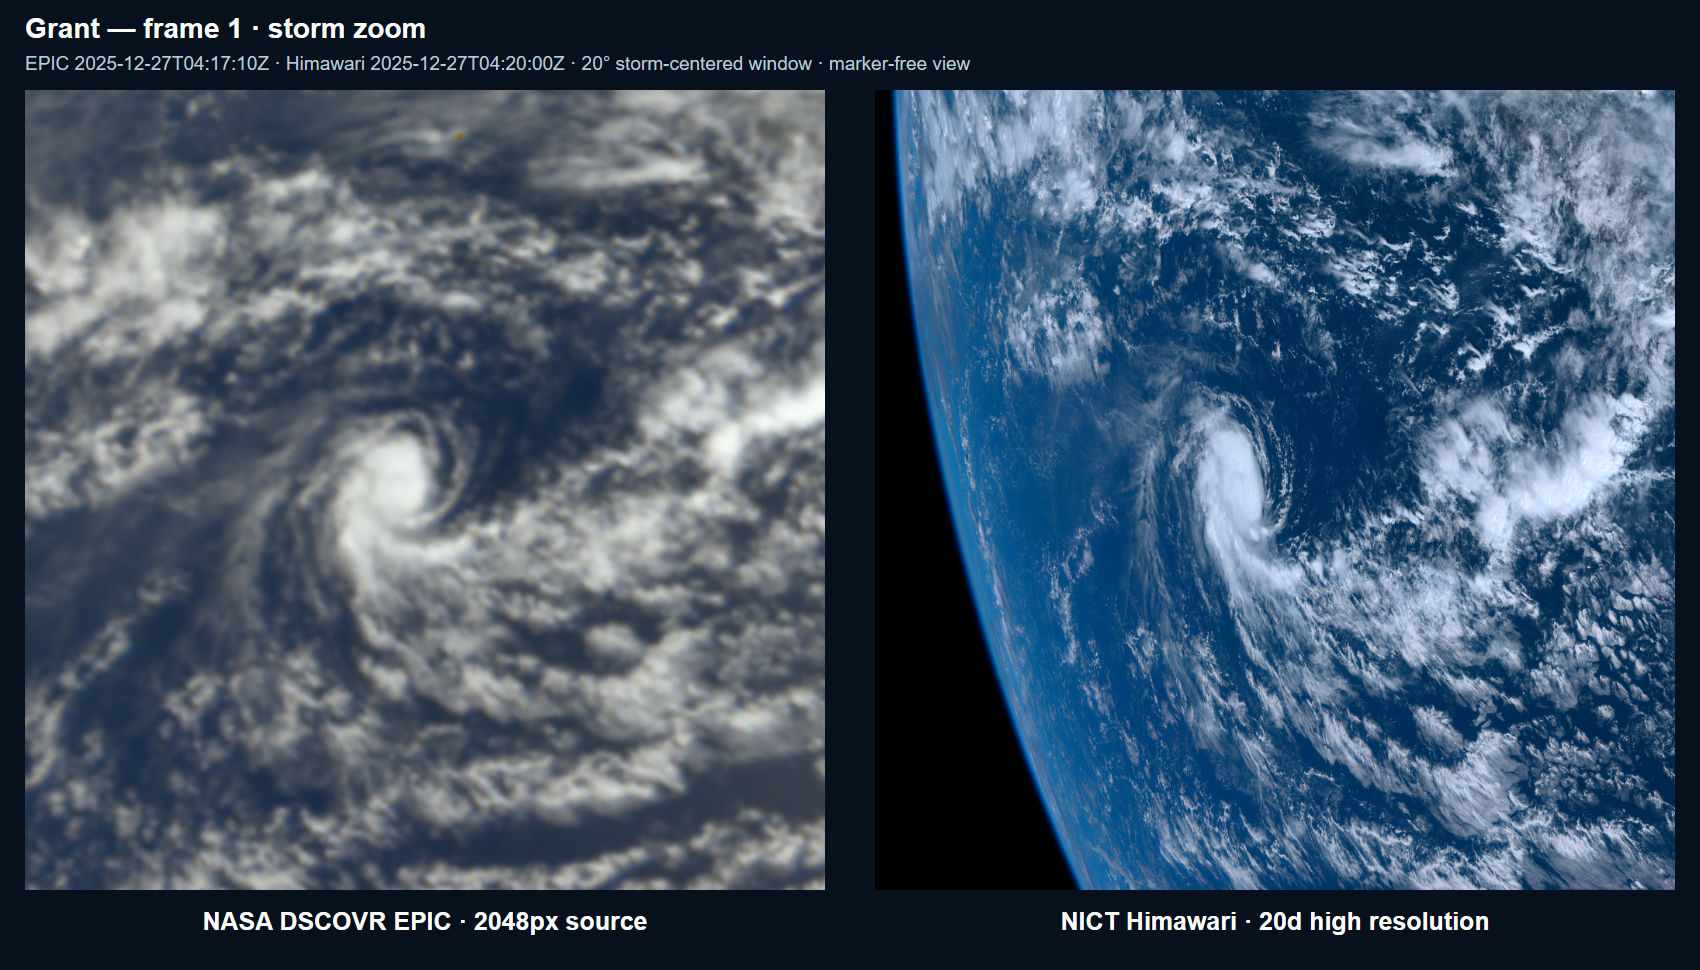 Grant — frame 1 · storm zoom
EPIC 2025-12-27T04:17:10Z · Himawari 2025-12-27T04:20:00Z · 20° storm-centered window · marker-free view
NASA DSCOVR EPIC · 2048px source
NICT Himawari · 20d high resolution